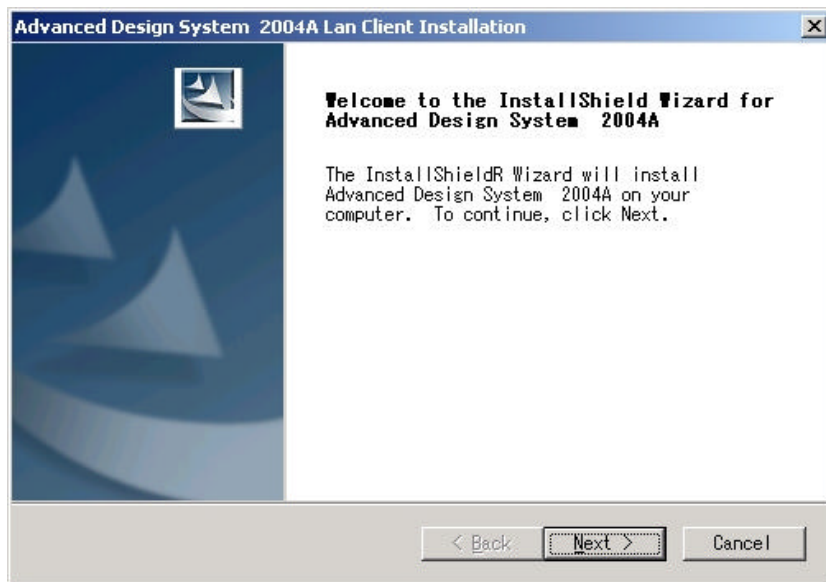 Advanced Design System  2004A Lan Client Installation
Welcome to the InstallShield Wizard for
Advanced Design System  2004A
The InstallShieldR Wizard will install
Advanced Design System  2004A on your
computer.  To continue, click Next.
< Back
Next >
Cancel